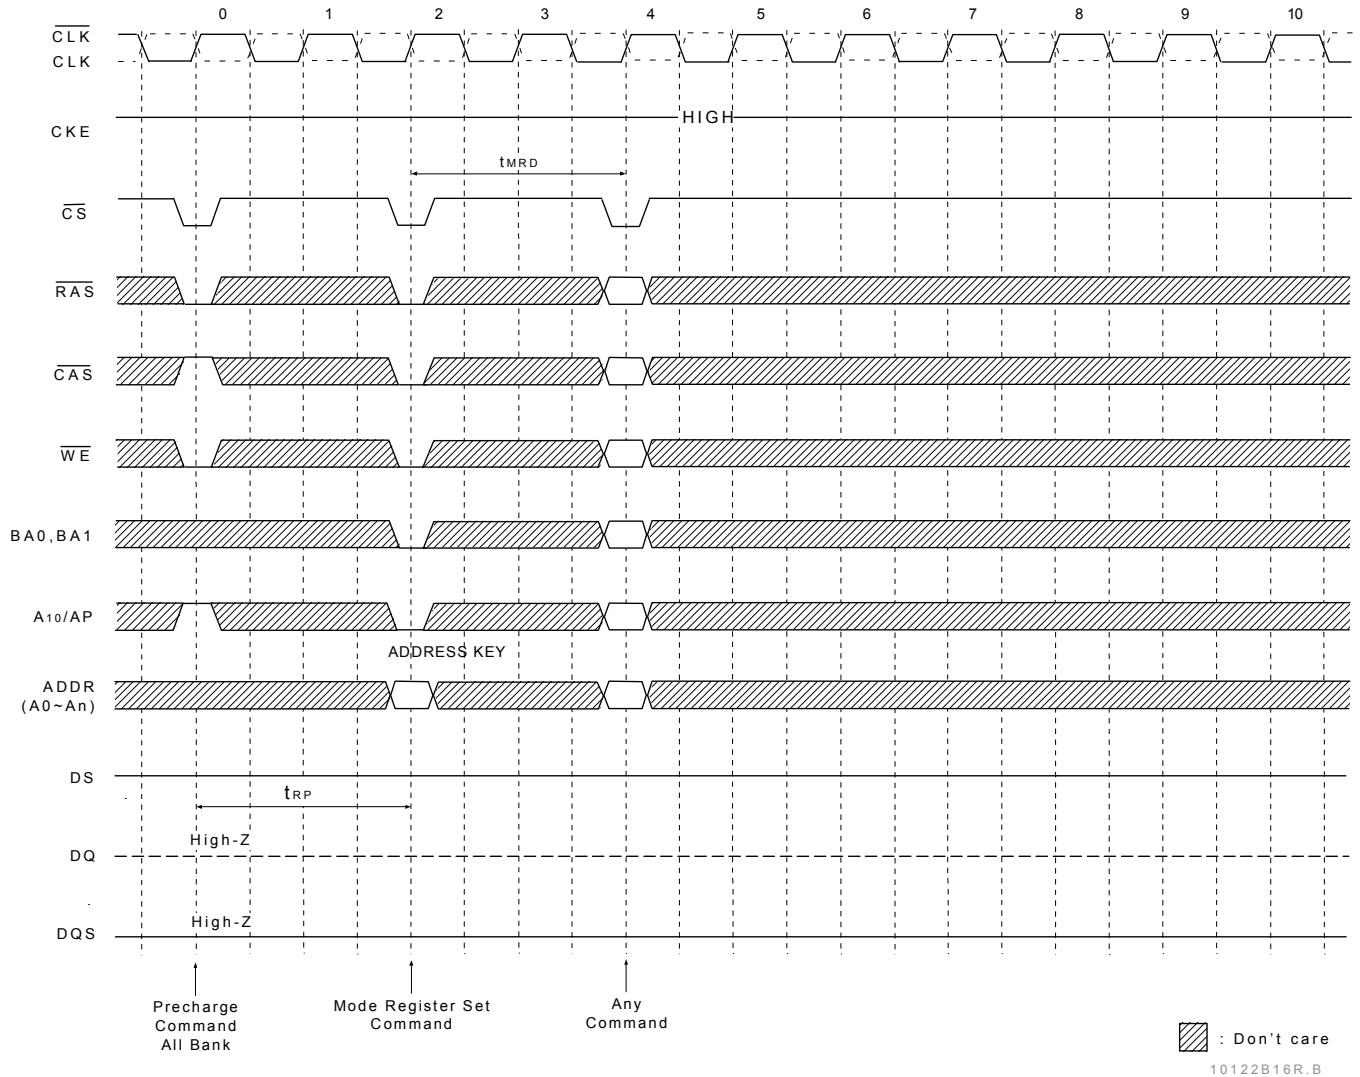 0 1 2 3 4 5 6 7 8 9 10
CLK
CLK
HIGH
CKE
tMRD
CS
RAS
CAS
WE
BA0,BA1
A10/AP
ADDRESS KEY
ADDR
(A0~An)
DS
tRP
High-Z
DQ
High-Z
DQS
Precharge
Command
All Bank
Mode Register Set
Command
Any
Command
: Don't care
10122B16R.B